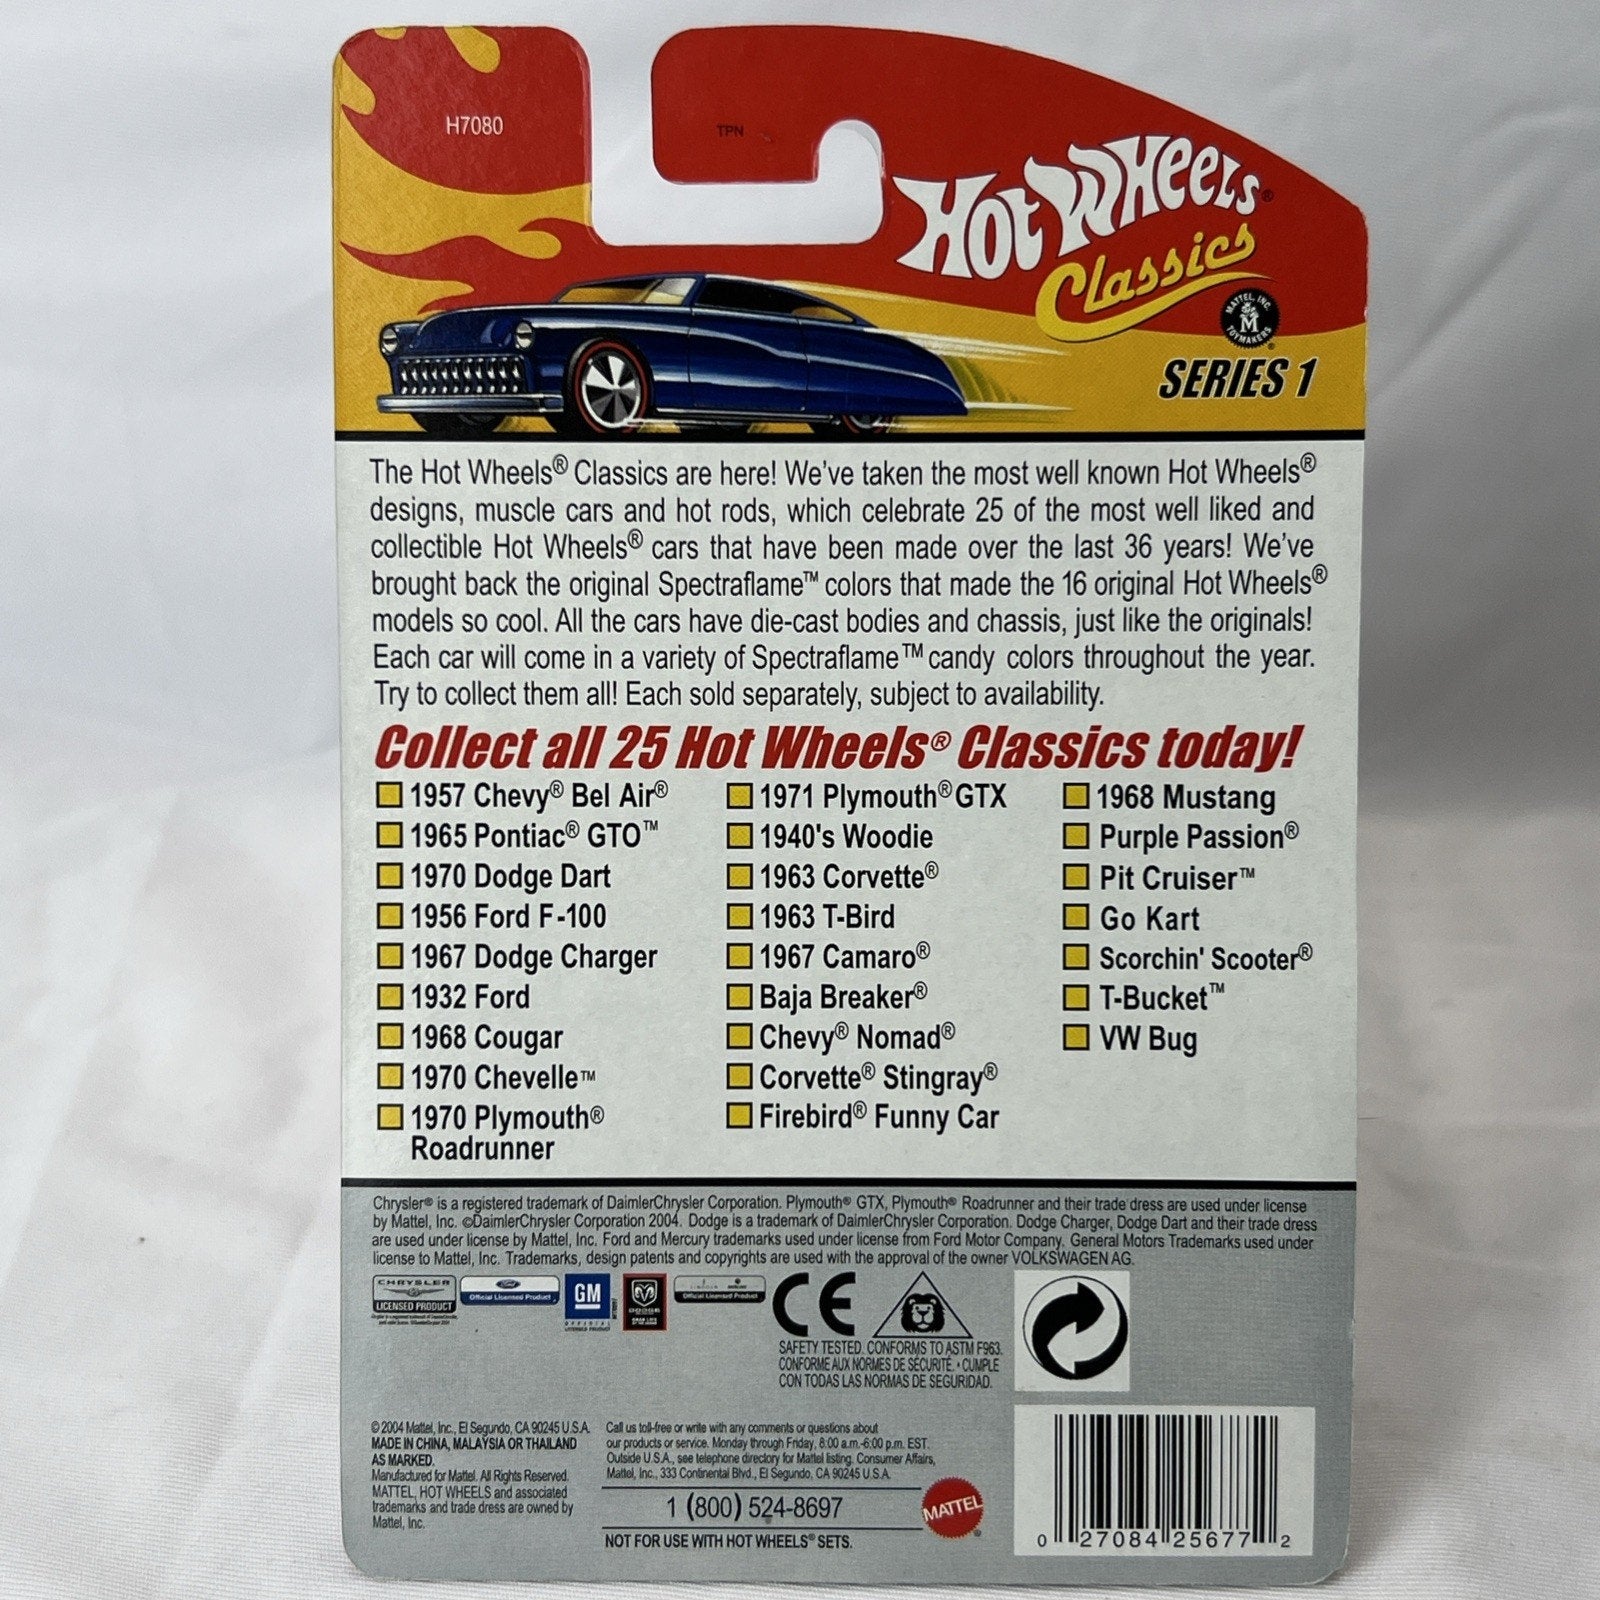 H7080
TPN
HOT WHEELS®
Classics
MATTEL, INC.
M
TOYMAKERS
SERIES 1
The Hot Wheels® Classics are here! We've taken the most well known Hot Wheels®
designs, muscle cars and hot rods, which celebrate 25 of the most well liked and
collectible Hot Wheels® cars that have been made over the last 36 years! We've
brought back the original Spectraflame™ colors that made the 16 original Hot Wheels®
models so cool. All the cars have die-cast bodies and chassis, just like the originals!
Each car will come in a variety of Spectraflame™ candy colors throughout the year.
Try to collect them all! Each sold separately, subject to availability.
Collect all 25 Hot Wheels® Classics today!
1957 Chevy® Bel Air®
1965 Pontiac® GTO™
1970 Dodge Dart
1956 Ford F-100
1967 Dodge Charger
1932 Ford
1968 Cougar
1970 Chevelle™
1970 Plymouth®
Roadrunner
1971 Plymouth® GTX
1940's Woodie
1963 Corvette®
1963 T-Bird
1967 Camaro®
Baja Breaker®
Chevy® Nomad®
Corvette® Stingray®
Firebird® Funny Car
1968 Mustang
Purple Passion®
Pit Cruiser™
Go Kart
Scorchin' Scooter®
T-Bucket™
VW Bug
Chrysler® is a registered trademark of DaimlerChrysler Corporation. Plymouth® GTX, Plymouth® Roadrunner and their trade dress are used under license
by Mattel, Inc. ©DaimlerChrysler Corporation 2004. Dodge is a trademark of DaimlerChrysler Corporation. Dodge Charger, Dodge Dart and their trade dress
are used under license by Mattel, Inc. Ford and Mercury trademarks used under license from Ford Motor Company. General Motors Trademarks used under
license to Mattel, Inc. Trademarks, design patents and copyrights are used with the approval of the owner VOLKSWAGEN AG.
CHRYSLER
LICENSED PRODUCT
Ford
Official Licensed Product
GM
OFFICIAL
LICENSED PRODUCT
DODGE
Official Licensed Product
CE
SAFETY TESTED. CONFORMS TO ASTM F963.
CONFORME AUX NORMES DE SÉCURITÉ. • CUMPLE
CON TODAS LAS NORMAS DE SEGURIDAD.
© 2004 Mattel, Inc., El Segundo, CA 90245 U.S.A.
MADE IN CHINA, MALAYSIA OR THAILAND
AS MARKED.
Manufactured for Mattel. All Rights Reserved.
MATTEL, HOT WHEELS and associated
trademarks and trade dress are owned by
Mattel, Inc.
Call us toll-free or write with any comments or questions about
our products or service. Monday through Friday, 8:00 a.m.-6:00 p.m. EST.
Outside U.S.A., see telephone directory for Mattel listing. Consumer Affairs,
Mattel, Inc., 333 Continental Blvd., El Segundo, CA 90245 U.S.A.
1 (800) 524-8697
NOT FOR USE WITH HOT WHEELS® SETS.
MATTEL®
0 27084 25677 2